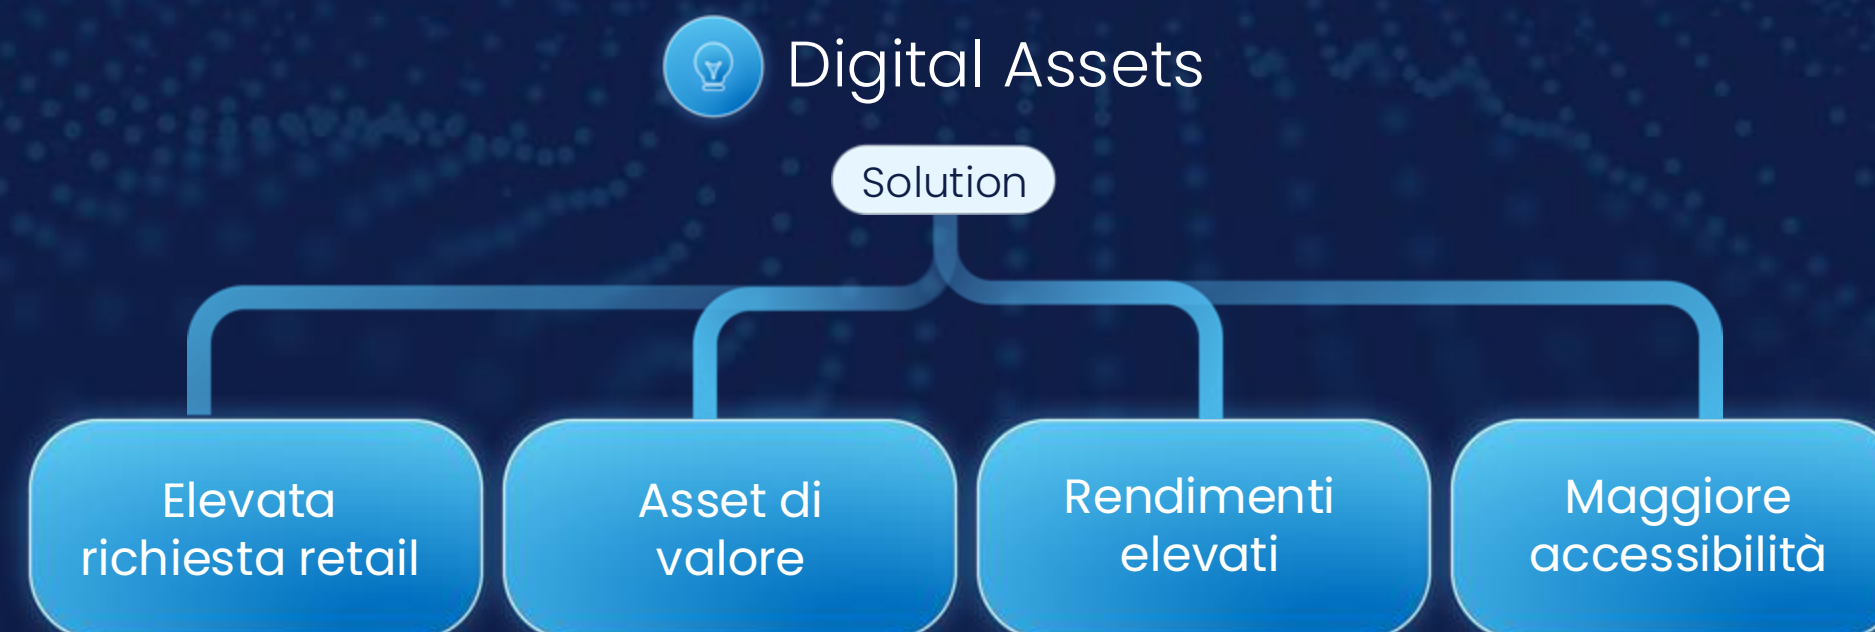 Digital Assets
Solution
Elevata
richiesta retail
Asset di
valore
Rendimenti
elevati
Maggiore
accessibilità